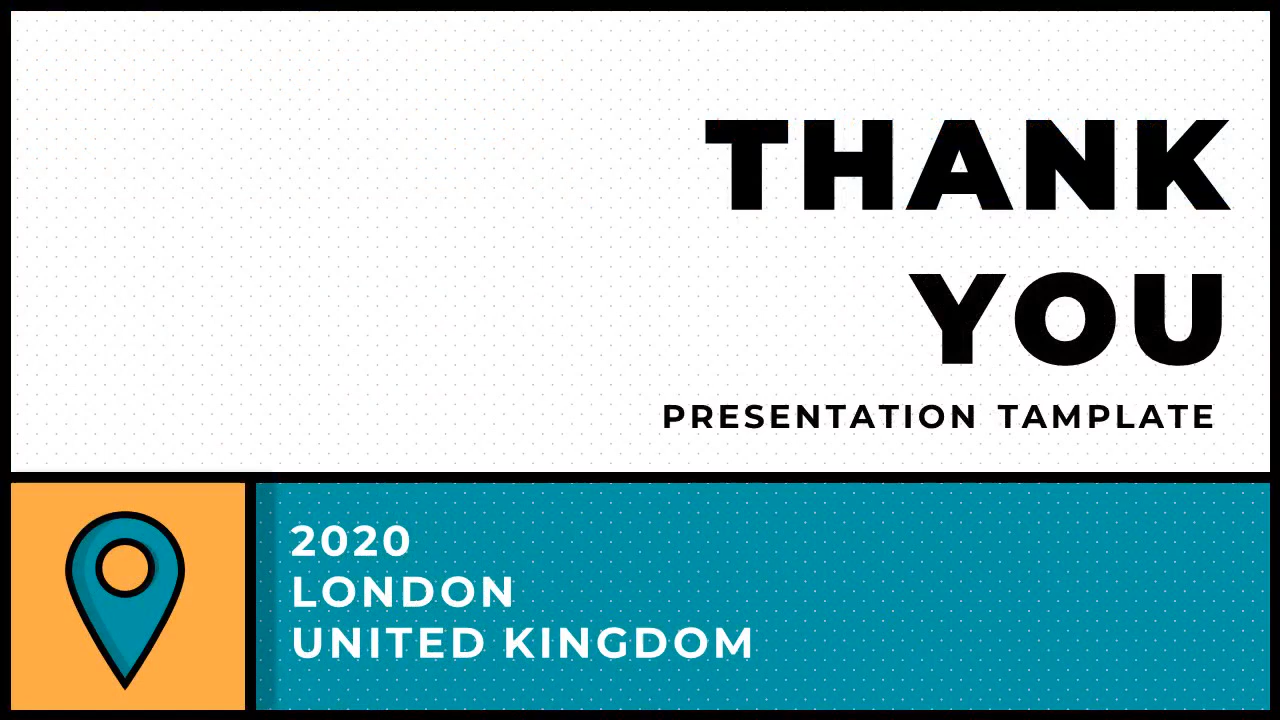 THANK
YOU
PRESENTATION TAMPLATE
2020
LONDON
UNITED KINGDOM